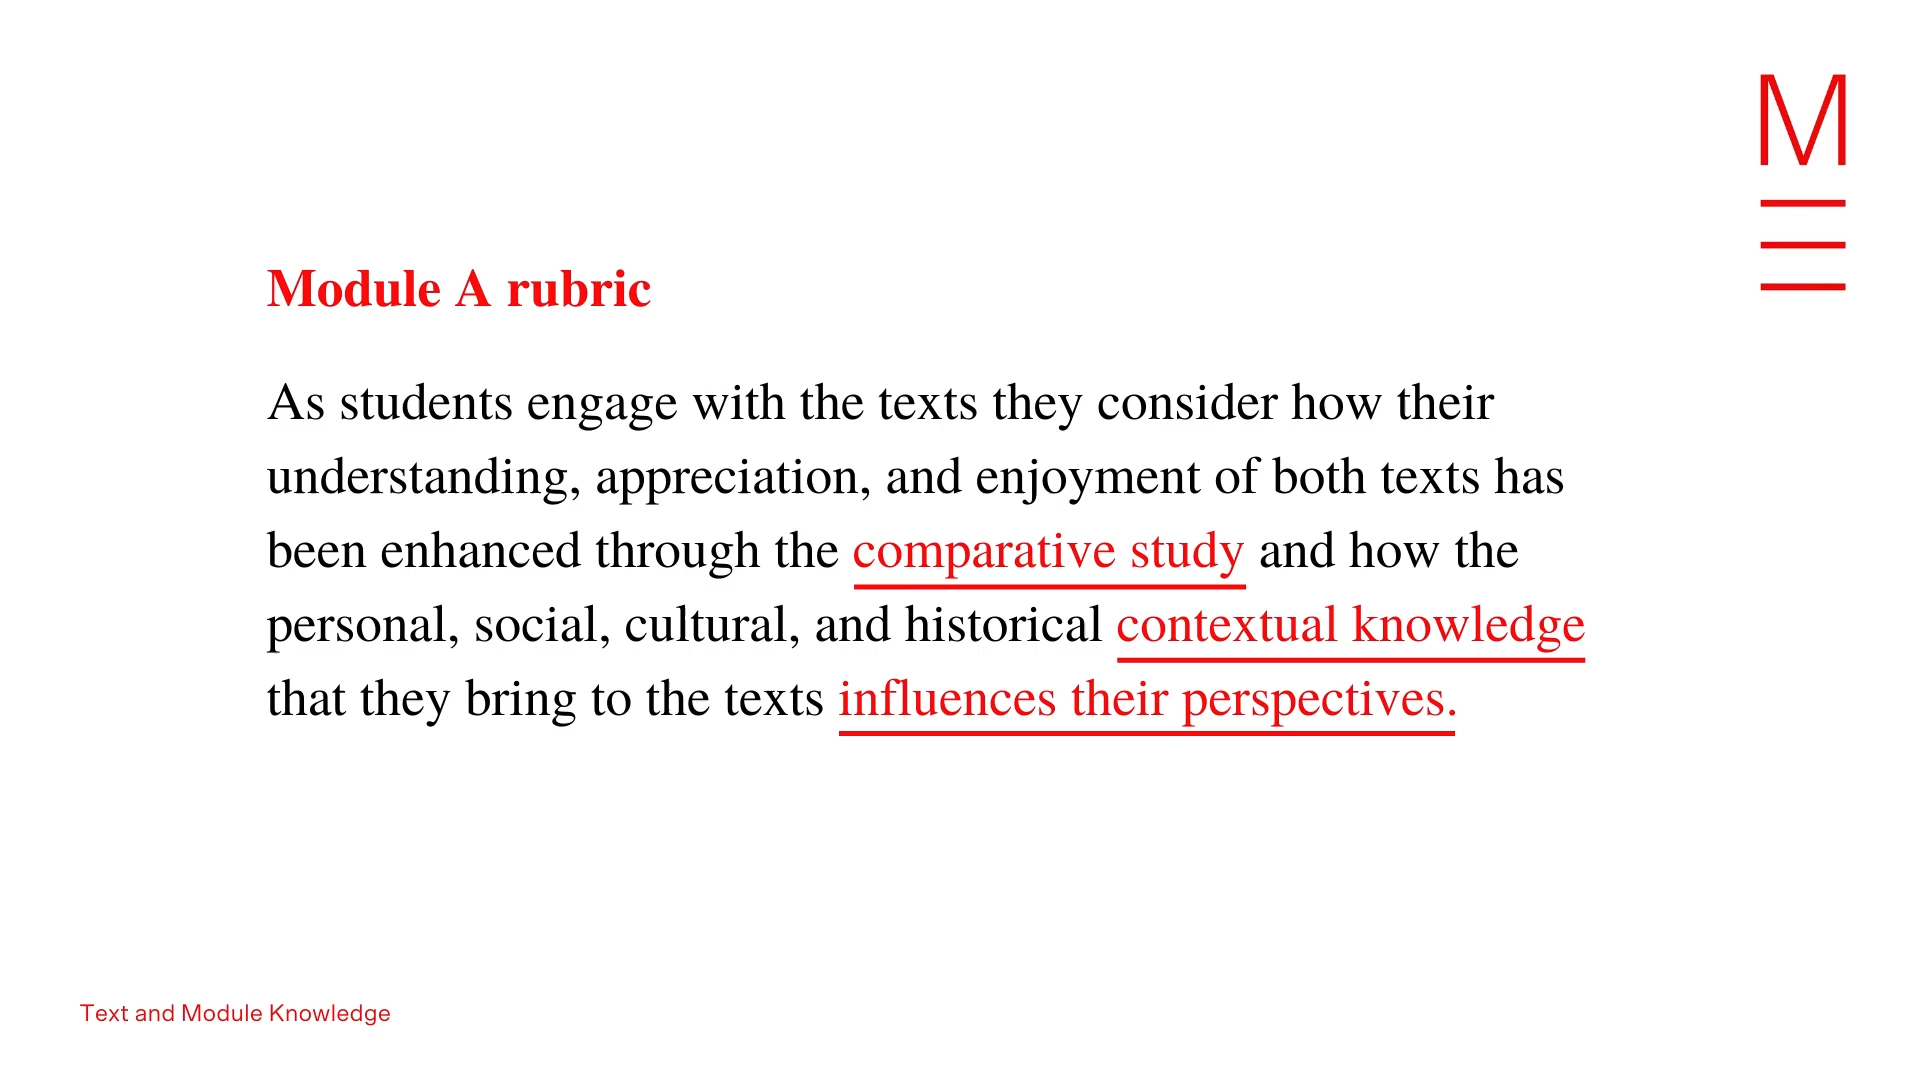 M
Module A rubric
As students engage with the texts they consider how their
understanding, appreciation, and enjoyment of both texts has
been enhanced through the comparative study and how the
personal, social, cultural, and historical contextual knowledge
that they bring to the texts influences their perspectives.
Text and Module Knowledge